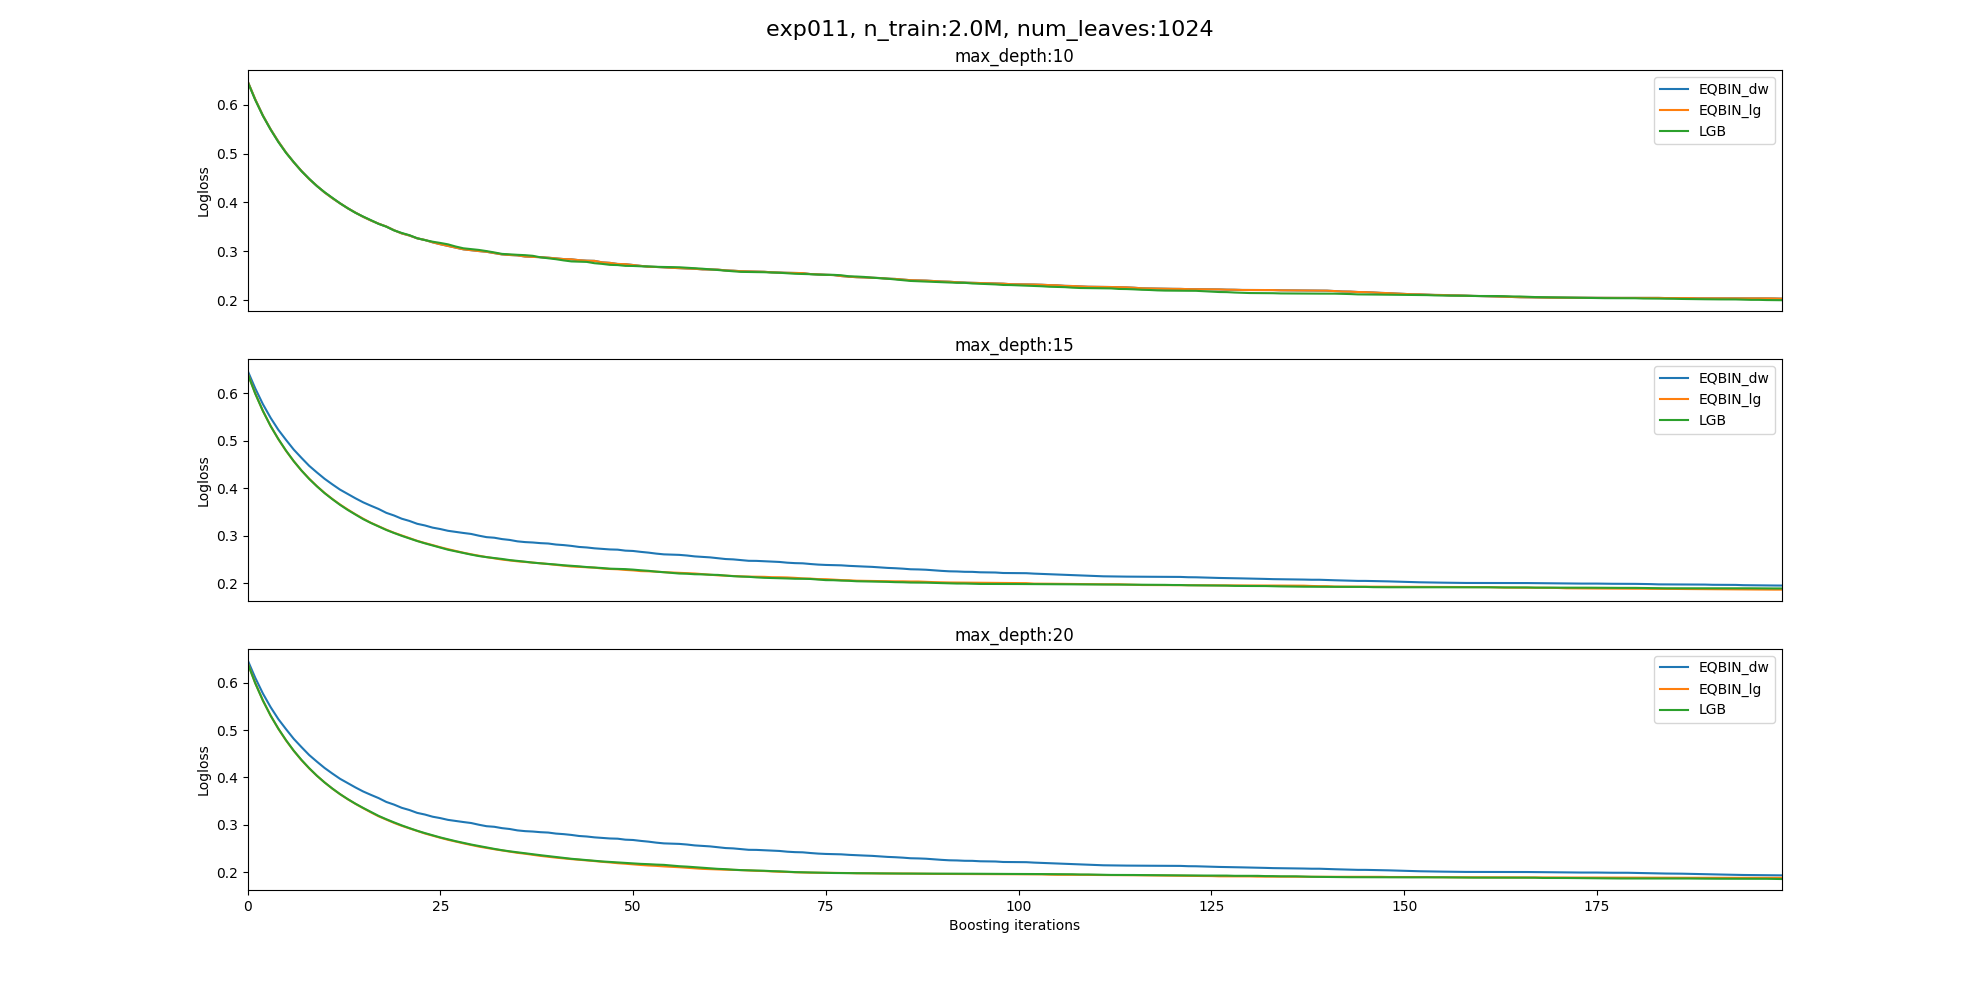 exp011, n_train:2.0M, num_leaves:1024
max_depth:10
Logloss
0.6
0.5
0.4
0.3
0.2
EQBIN_dw
EQBIN_lg
LGB
max_depth:15
Logloss
0.6
0.5
0.4
0.3
0.2
EQBIN_dw
EQBIN_lg
LGB
max_depth:20
Logloss
0.6
0.5
0.4
0.3
0.2
EQBIN_dw
EQBIN_lg
LGB
0 25 50 75 100 125 150 175
Boosting iterations